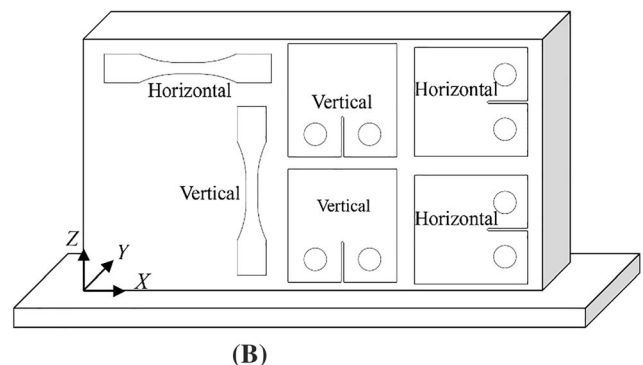 Horizontal
Vertical
Horizontal
Vertical
Vertical
Horizontal
Z
Y
X
(B)